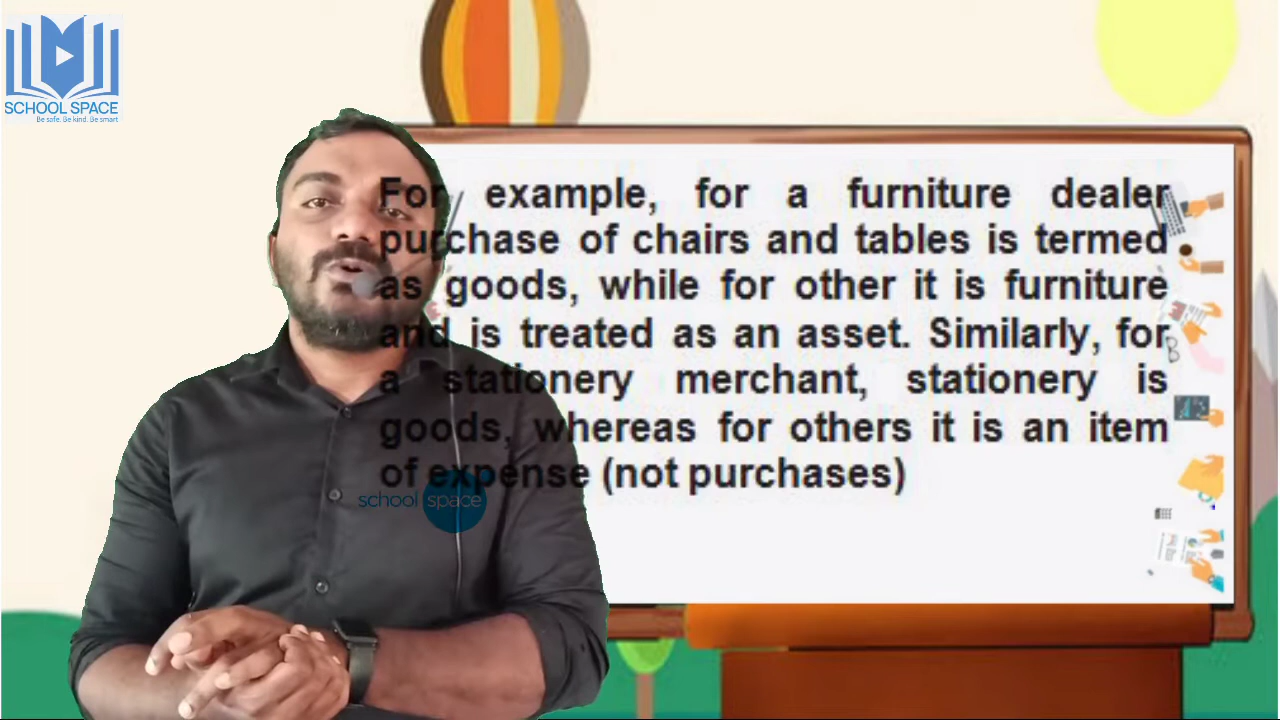 SCHOOL SPACE
Be safe. Be kind. Be smart
For example, for a furniture dealer
purchase of chairs and tables is termed
as goods, while for other it is furniture
and is treated as an asset. Similarly, for
a stationery merchant, stationery is
goods, whereas for others it is an item
of expense (not purchases)
school space